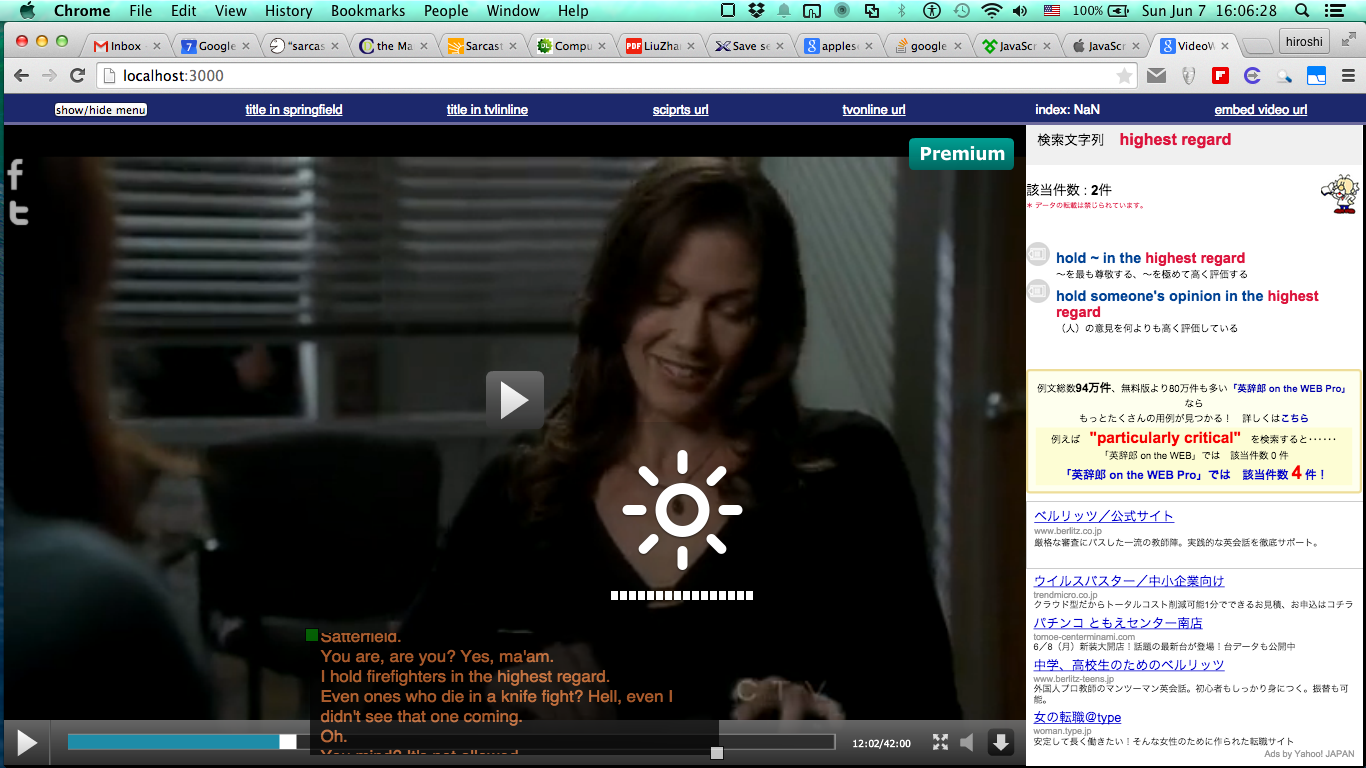 Chrome File Edit View History Bookmarks People Window Help 100% Sun Jun 7 16:06:28
Inbox Google "sarcas the Ma Sarcast Compu LiuZha Save se applesc google JavaScr JavaScr VideoW hiroshi
localhost:3000
show/hide menu title in springfield title in tvlinline sciprts url tvonline url index: NaN embed video url
Premium
CTV
Satterfield.
You are, are you? Yes, ma'am.
I hold firefighters in the highest regard.
Even ones who die in a knife fight? Hell, even I
didn't see that one coming.
Oh.
You mind? It's not allowed
12:02/42:00
検索文字列 highest regard
該当件数 : 2件
＊ データの転載は禁じられています。
hold ~ in the highest regard
～を最も尊敬する、～を極めて高く評価する
hold someone's opinion in the highest
regard
（人）の意見を何よりも高く評価している
例文総数94万件、無料版より80万件も多い「英辞郎 on the WEB Pro」
なら
もっとたくさんの用例が見つかる！ 詳しくはこちら
例えば "particularly critical" を検索すると‥‥‥
「英辞郎 on the WEB」では 該当件数 0 件
「英辞郎 on the WEB Pro」では 該当件数 4 件！
ベルリッツ／公式サイト
www.berlitz.co.jp
厳格な審査にパスした一流の教師陣。実践的な英会話を徹底サポート。
ウイルスバスター／中小企業向け
trendmicro.co.jp
クラウド型だからトータルコスト削減可能1分でできるお見積、お申込はコチラ
パチンコ ともえセンター南店
tomoe-centerminami.com
6／8（月）新装大開店！話題の最新台が登場！台データも公開中
中学、高校生のためのベルリッツ
www.berlitz-teens.jp
外国人プロ教師のマンツーマン英会話。初心者もしっかり身につく。振替も可
能。
女の転職@type
woman.type.jp
安定して長く働きたい！そんな女性のために作られた転職サイト
Ads by Yahoo! JAPAN